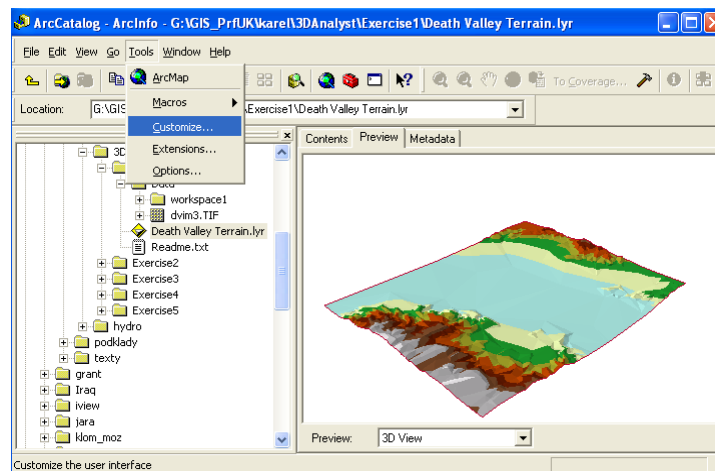 ArcCatalog - ArcInfo - G:\GIS_PrfUK\karel\3DAnalyst\Exercise1\Death Valley Terrain.lyr
File Edit View Go Tools Window Help
ArcMap
To Coverage...
Macros
Location: G:\GIS \Exercise1\Death Valley Terrain.lyr
Customize...
Extensions...
Options...
Contents Preview Metadata
3D
Data
workspace1
dvim3.TIF
Death Valley Terrain.lyr
Readme.txt
Exercise2
Exercise3
Exercise4
Exercise5
hydro
podklady
texty
grant
Iraq
iview
jara
klom_moz
Preview: 3D View
Customize the user interface